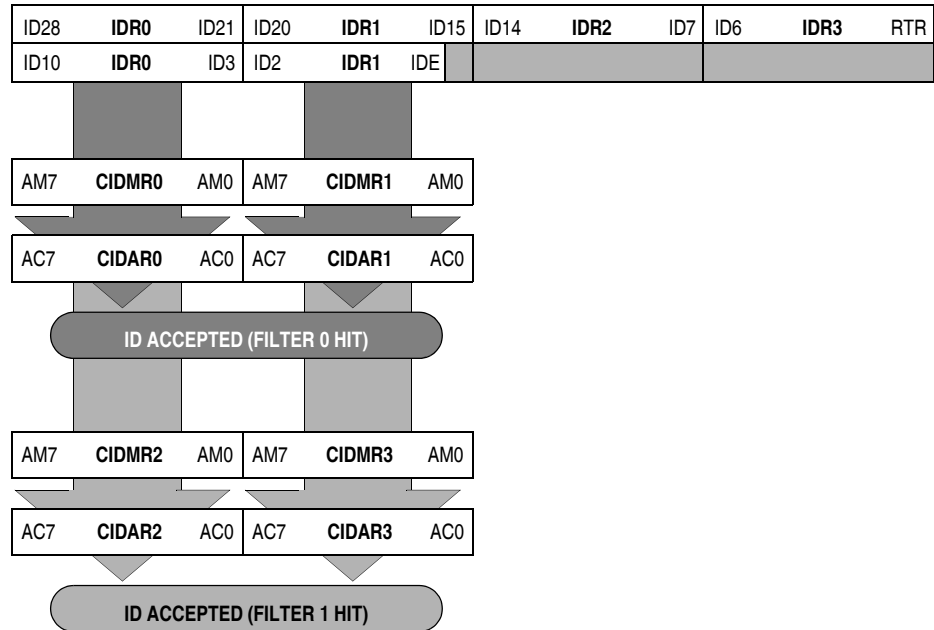 ID28 IDR0 ID21 ID20 IDR1 ID15 ID14 IDR2 ID7 ID6 IDR3 RTR
ID10 IDR0 ID3 ID2 IDR1 IDE
AM7 CIDMR0 AM0 AM7 CIDMR1 AM0
AC7 CIDAR0 AC0 AC7 CIDAR1 AC0
ID ACCEPTED (FILTER 0 HIT)
AM7 CIDMR2 AM0 AM7 CIDMR3 AM0
AC7 CIDAR2 AC0 AC7 CIDAR3 AC0
ID ACCEPTED (FILTER 1 HIT)